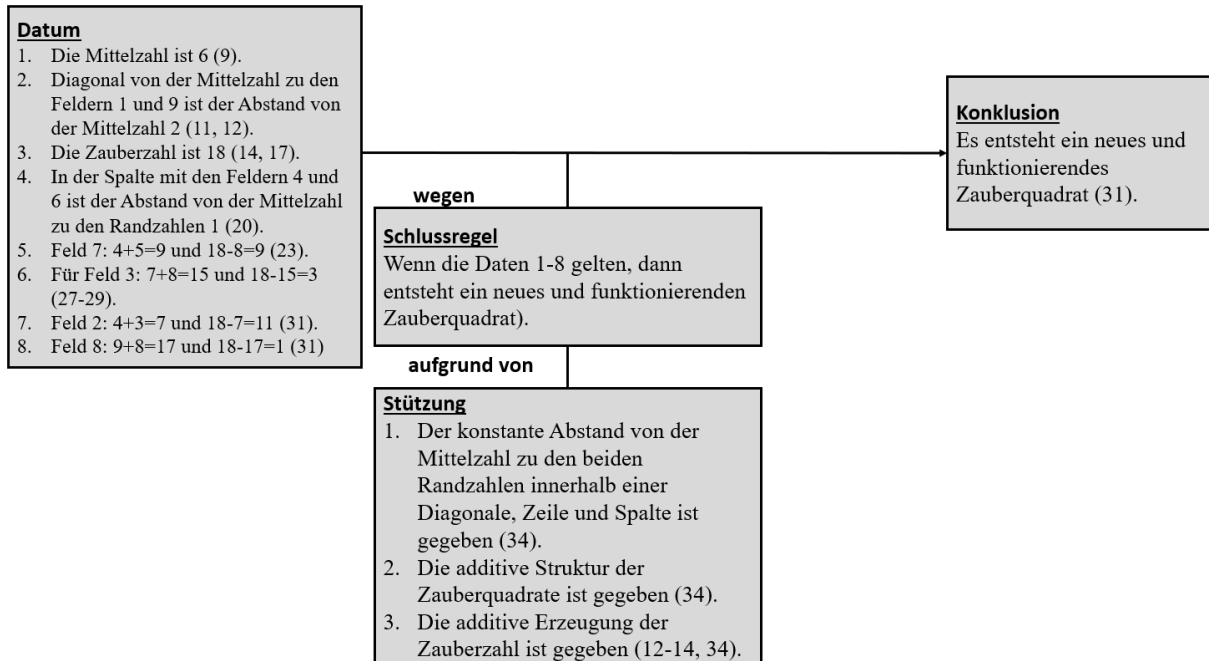 Datum
1. Die Mittelzahl ist 6 (9).
2. Diagonal von der Mittelzahl zu den
Feldern 1 und 9 ist der Abstand von
der Mittelzahl 2 (11, 12).
3. Die Zauberzahl ist 18 (14, 17).
4. In der Spalte mit den Feldern 4 und
6 ist der Abstand von der Mittelzahl
zu den Randzahlen 1 (20).
5. Feld 7: 4+5=9 und 18-8=9 (23).
6. Für Feld 3: 7+8=15 und 18-15=3
(27-29).
7. Feld 2: 4+3=7 und 18-7=11 (31).
8. Feld 8: 9+8=17 und 18-17=1 (31)
Konklusion
Es entsteht ein neues und
funktionierendes
Zauberquadrat (31).
wegen
Schlussregel
Wenn die Daten 1-8 gelten, dann
entsteht ein neues und funktionierenden
Zauberquadrat).
aufgrund von
Stützung
1. Der konstante Abstand von der
Mittelzahl zu den beiden
Randzahlen innerhalb einer
Diagonale, Zeile und Spalte ist
gegeben (34).
2. Die additive Struktur der
Zauberquadrate ist gegeben (34).
3. Die additive Erzeugung der
Zauberzahl ist gegeben (12-14, 34).